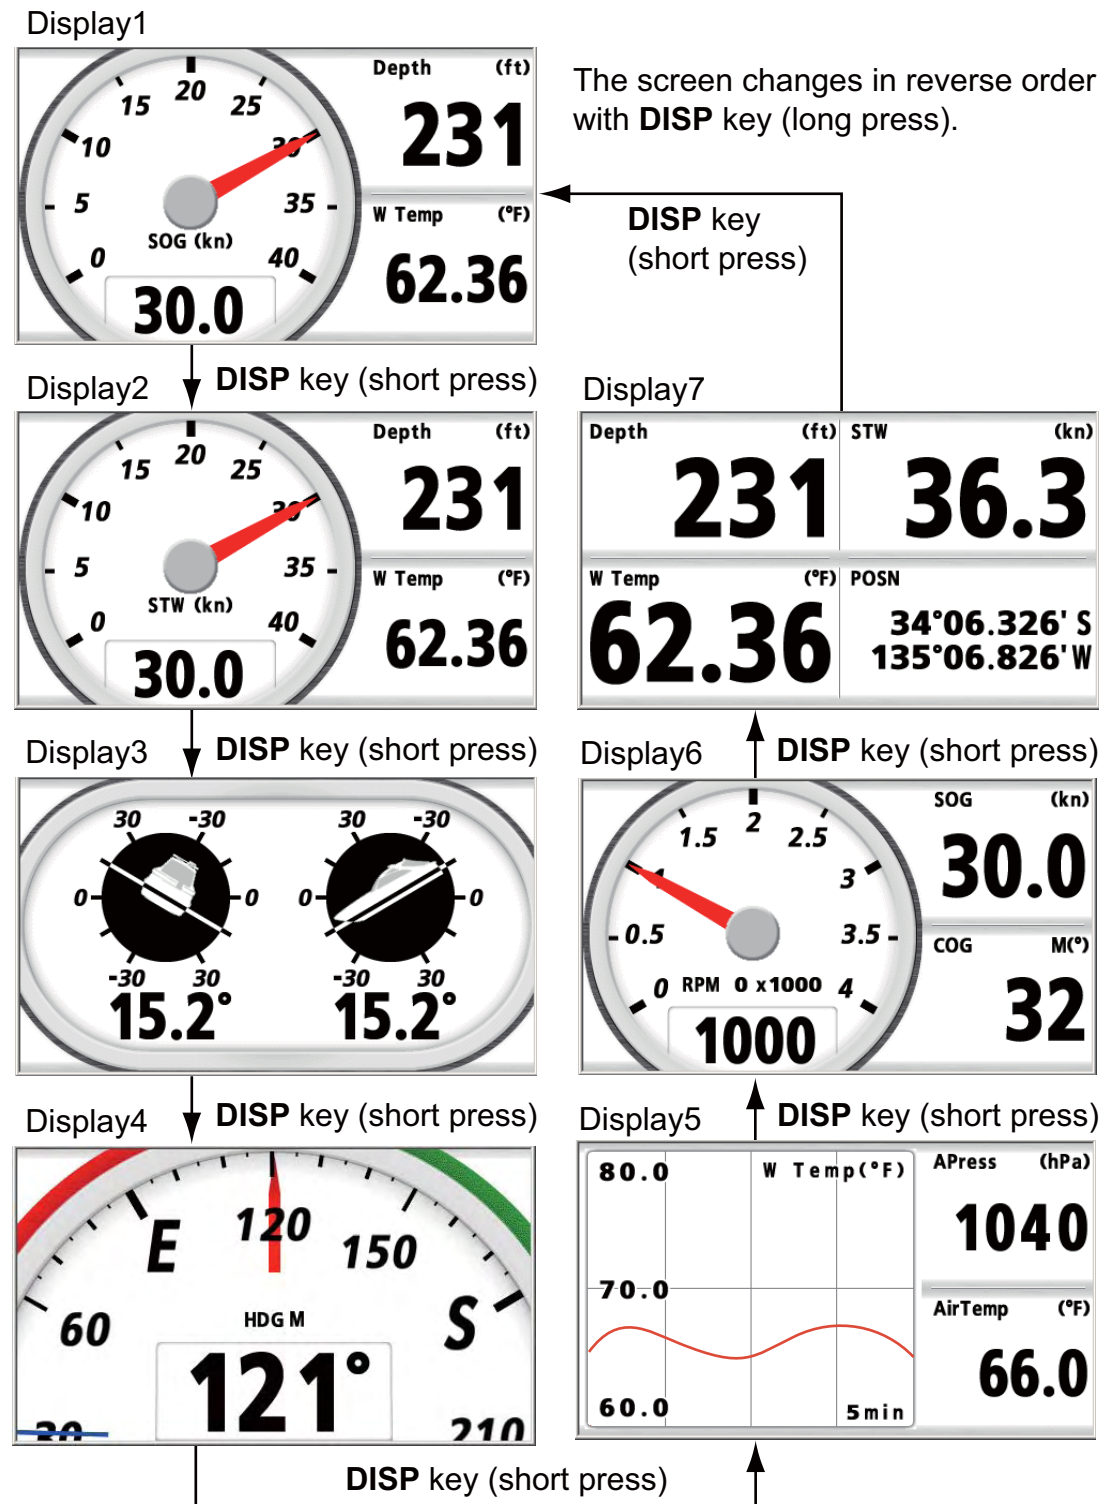 Display1
20
15
25
10
30
5
35
0
40
SOG (kn)
30.0
Depth (ft)
231
W Temp (°F)
62.36
The screen changes in reverse order
with DISP key (long press).
DISP key
(short press)
DISP key (short press)
Display2
20
15
25
10
30
5
35
0
40
STW (kn)
30.0
Depth (ft)
231
W Temp (°F)
62.36
Display7
Depth (ft)
231
STW (kn)
36.3
W Temp (°F)
62.36
POSN
34°06.326' S
135°06.826' W
DISP key (short press)
Display3
30 -30
0 0
-30 30
15.2°
30 -30
0
-30 30
15.2°
Display6
DISP key (short press)
2
1.5
2.5
1
3
0.5
3.5
0
4
RPM 0 x1000
1000
SOG (kn)
30.0
COG M(°)
32
DISP key (short press)
Display4
E
120
150
60
S
HDG M
121°
30
210
Display5
DISP key (short press)
80.0
W Temp(°F)
70.0
60.0
5min
APress (hPa)
1040
AirTemp (°F)
66.0
DISP key (short press)